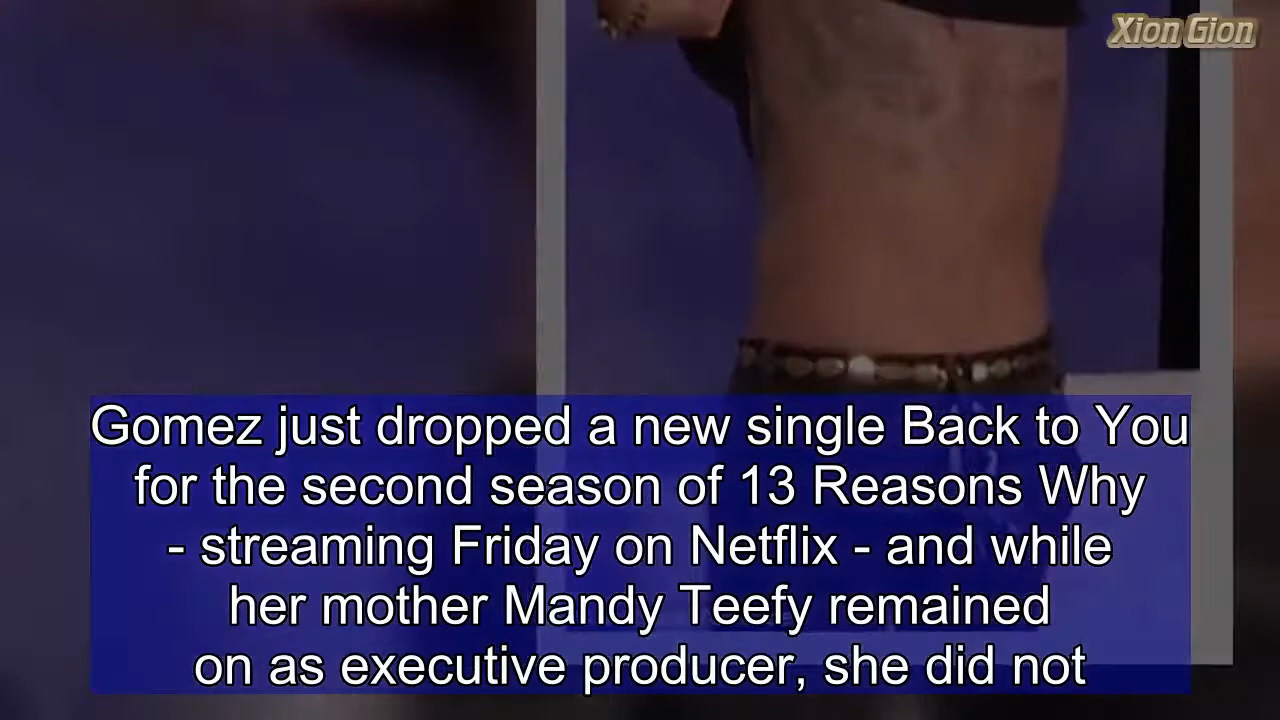 Xion Gion
Gomez just dropped a new single Back to You
for the second season of 13 Reasons Why
- streaming Friday on Netflix - and while
her mother Mandy Teefy remained
on as executive producer, she did not